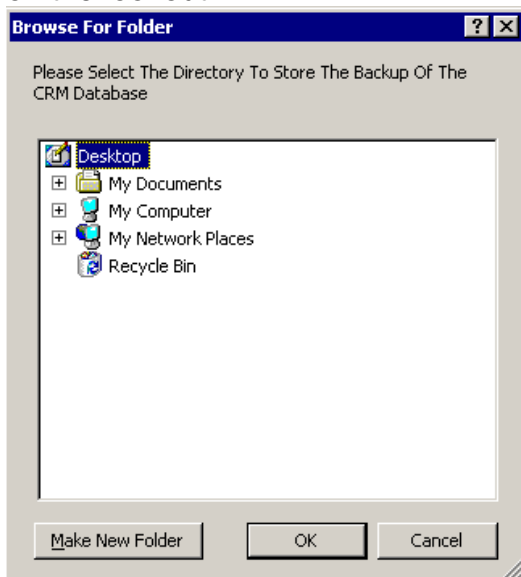 Browse For Folder
Please Select The Directory To Store The Backup Of The
CRM Database
Desktop
My Documents
My Computer
My Network Places
Recycle Bin
Make New Folder OK Cancel